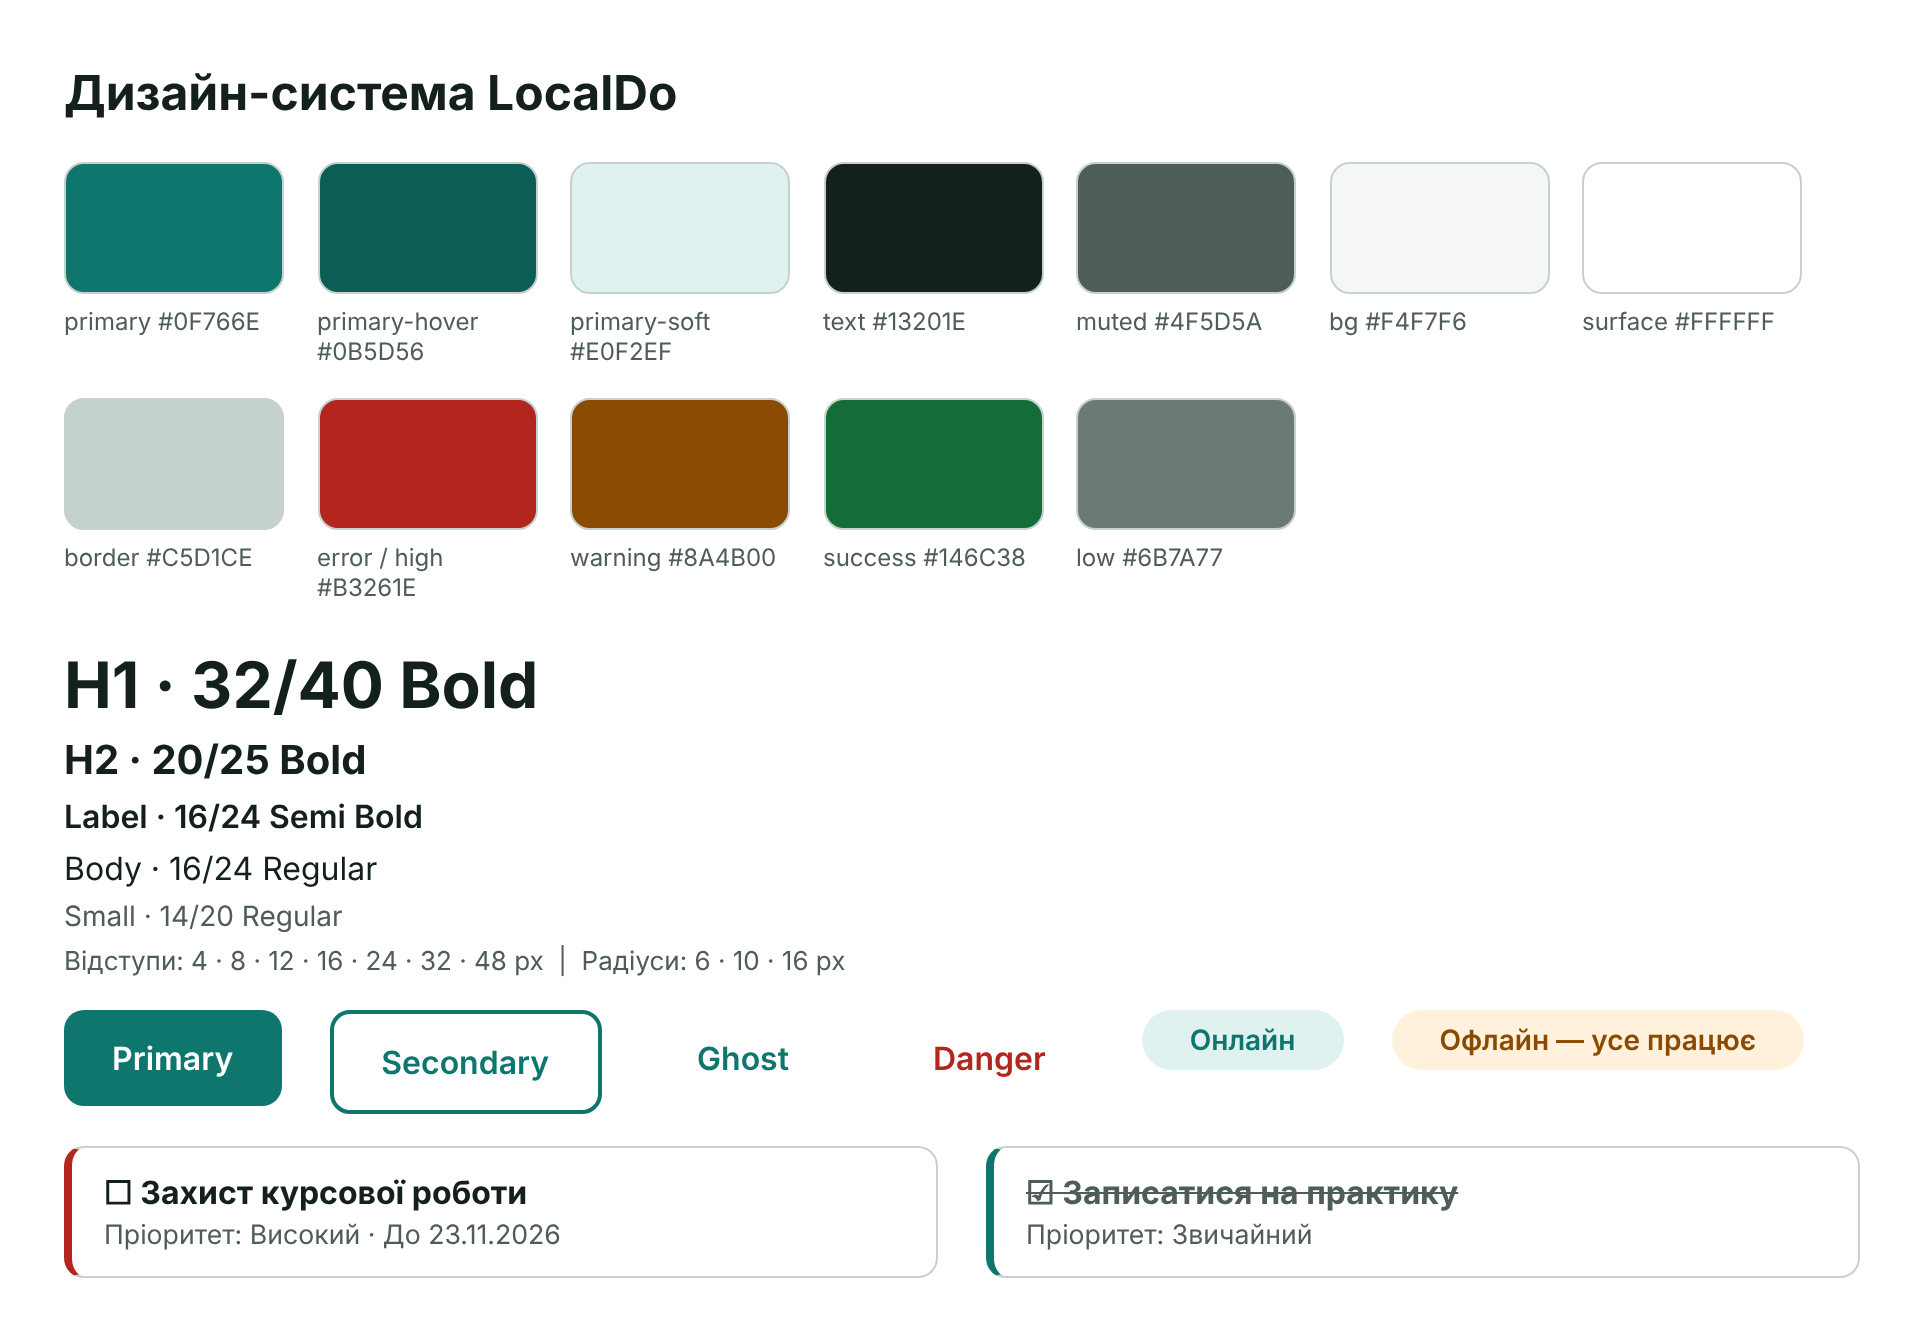 Дизайн-система LocalDo
primary #0F766E
primary-hover
#0B5D56
primary-soft
#E0F2EF
text #13201E
muted #4F5D5A
bg #F4F7F6
surface #FFFFFF
border #C5D1CE
error / high
#B3261E
warning #8A4B00
success #146C38
low #6B7A77
H1 · 32/40 Bold
H2 · 20/25 Bold
Label · 16/24 Semi Bold
Body · 16/24 Regular
Small · 14/20 Regular
Відступи: 4 · 8 · 12 · 16 · 24 · 32 · 48 px | Радіуси: 6 · 10 · 16 px
Primary
Secondary
Ghost
Danger
Онлайн
Офлайн — усе працює
☐ Захист курсової роботи
Пріоритет: Високий · До 23.11.2026
☑ Записатися на практику
Пріоритет: Звичайний